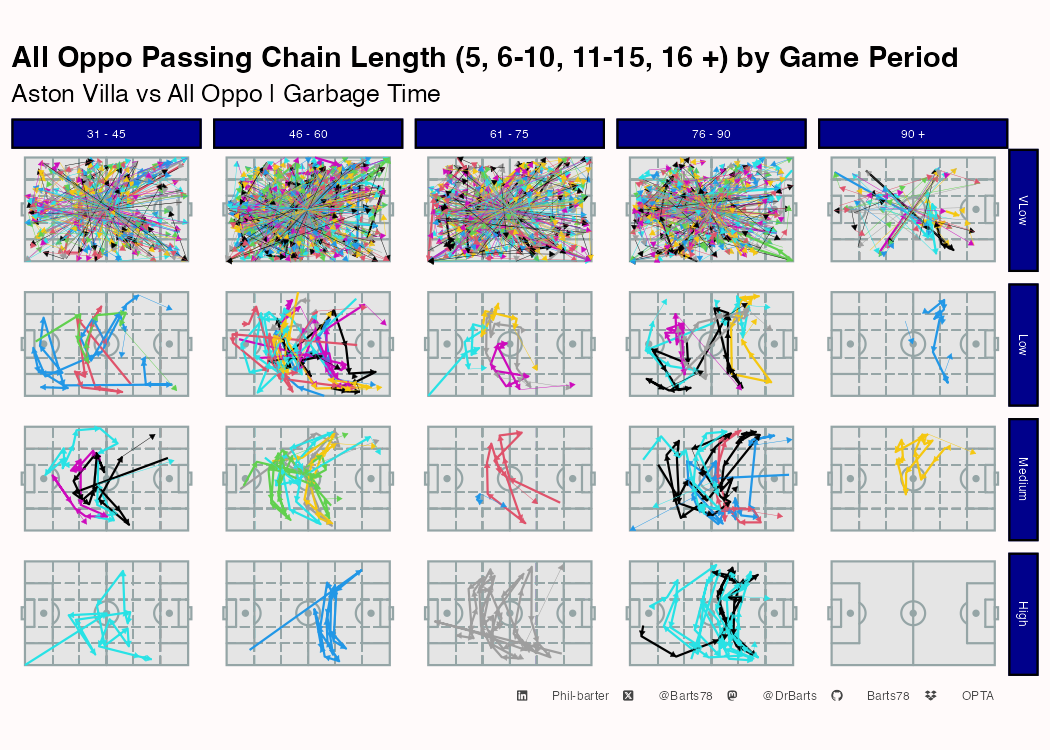 All Oppo Passing Chain Length (5, 6-10, 11-15, 16 +) by Game Period
Aston Villa vs All Oppo | Garbage Time
31 - 45 46 - 60 61 - 75 76 - 90 90 +
VLow
Low
Medium
High
Phil-barter @Barts78 @DrBarts Barts78 OPTA